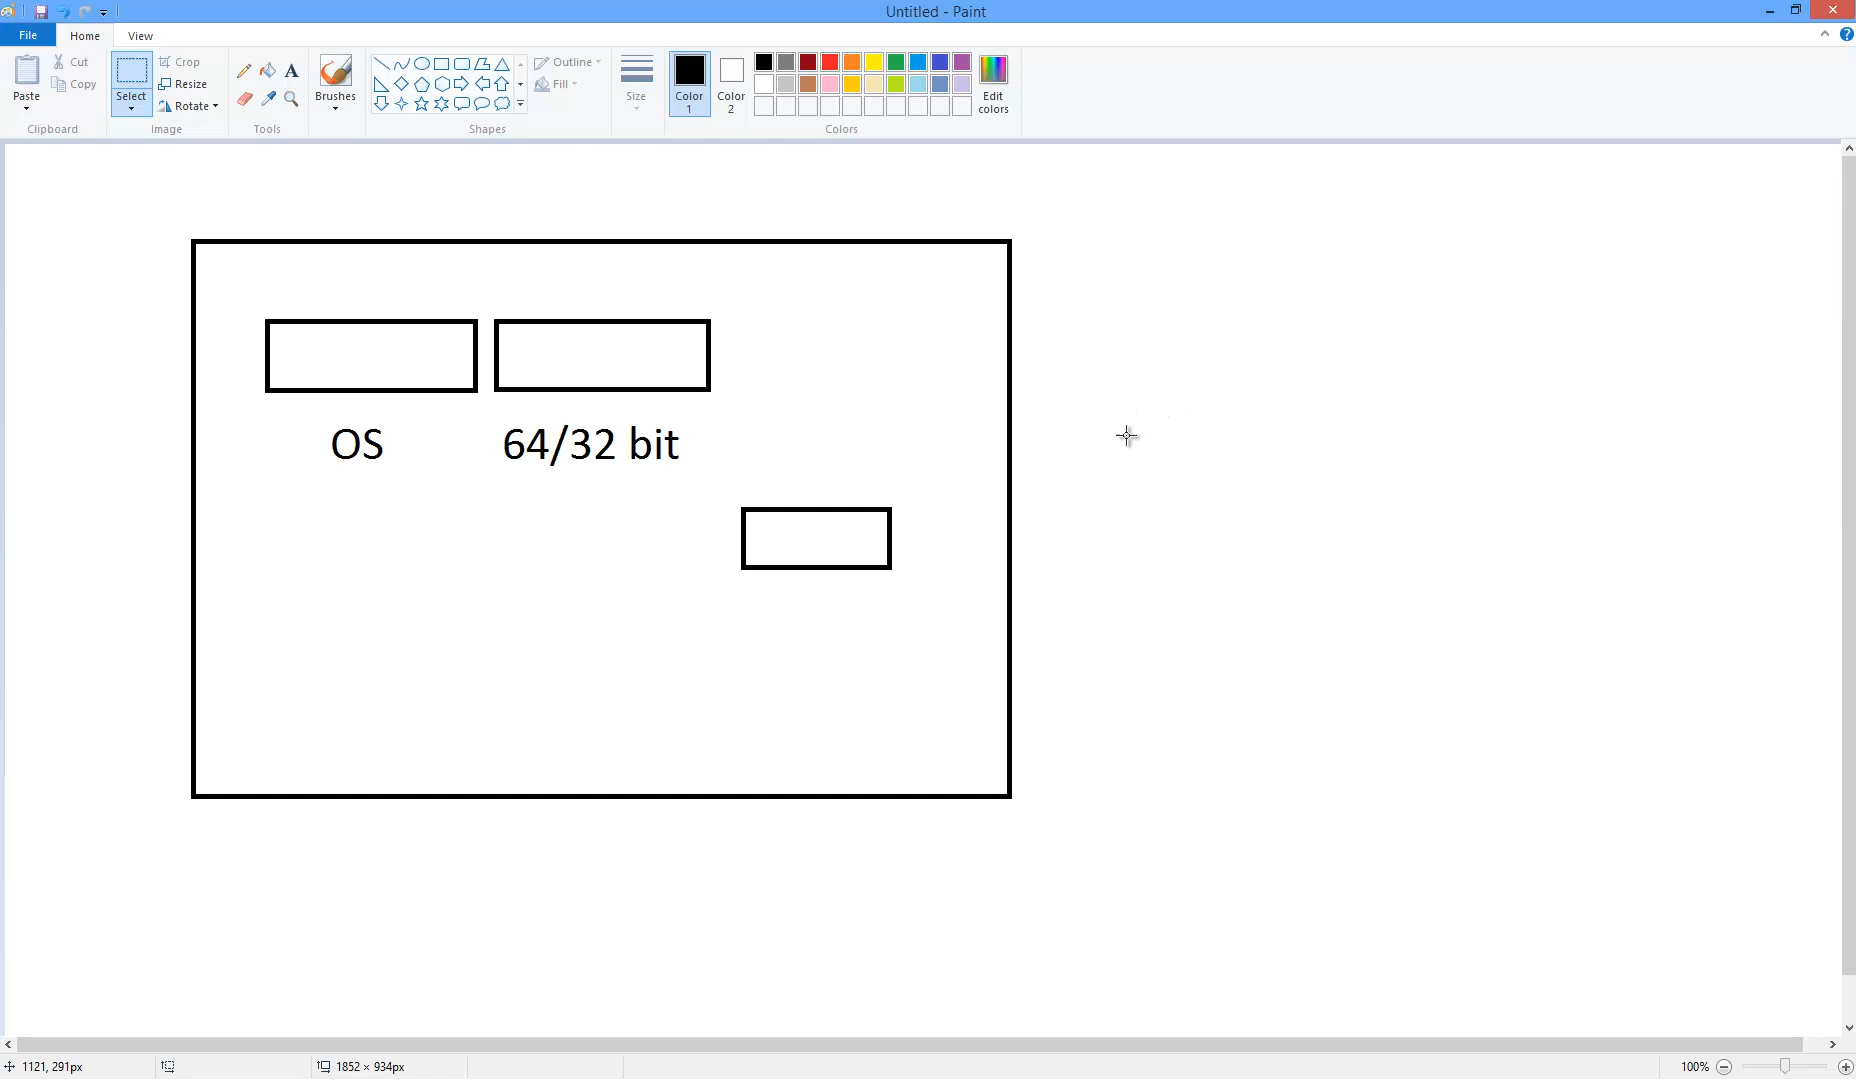 Untitled - Paint
File Home View
Paste
Cut
Copy
Clipboard
Select
Crop
Resize
Rotate
Image
A
Tools
Brushes
Outline
Fill
Shapes
Size
Color 1
Color 2
Edit colors
Colors
OS 64/32 bit
1121, 291px
1852 × 934px
100%